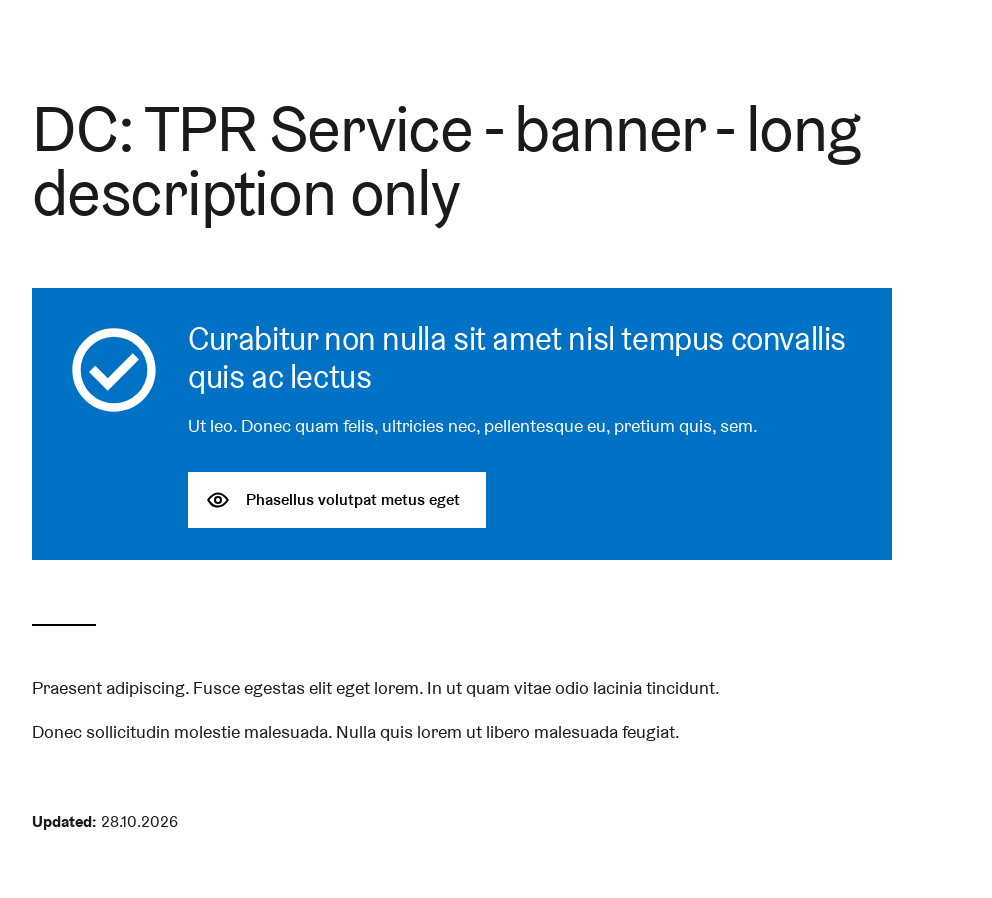 DC: TPR Service - banner - long
description only
Curabitur non nulla sit amet nisl tempus convallis
quis ac lectus
Ut leo. Donec quam felis, ultricies nec, pellentesque eu, pretium quis, sem.
Phasellus volutpat metus eget
Praesent adipiscing. Fusce egestas elit eget lorem. In ut quam vitae odio lacinia tincidunt.
Donec sollicitudin molestie malesuada. Nulla quis lorem ut libero malesuada feugiat.
Updated: 28.10.2026